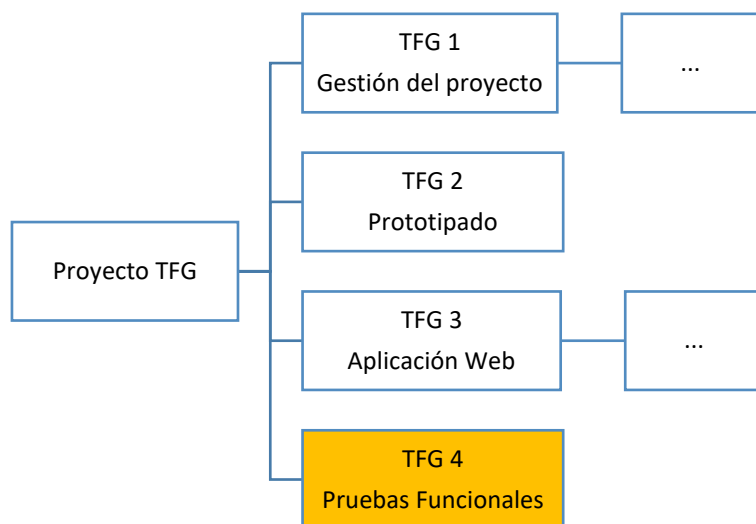 TFG 1
Gestión del proyecto
...
TFG 2
Prototipado
Proyecto TFG
TFG 3
Aplicación Web
...
TFG 4
Pruebas Funcionales